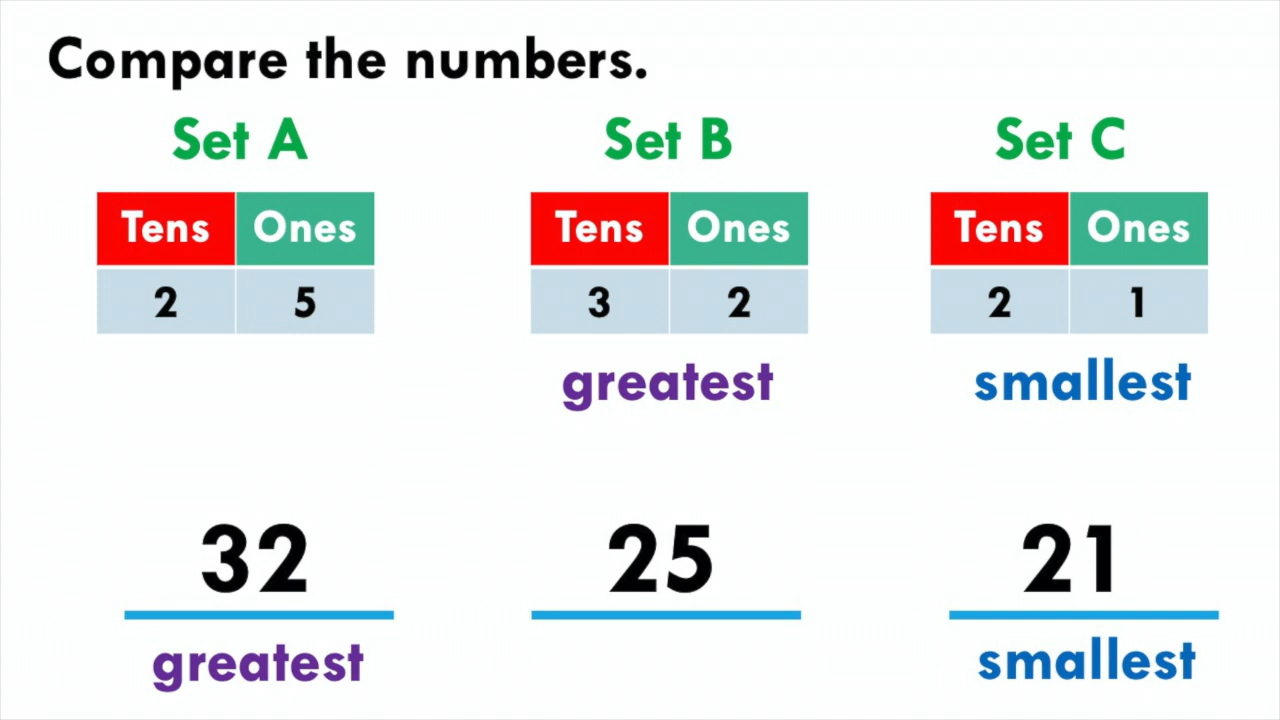 Compare the numbers.
Set A Set B Set C
Tens Ones Tens Ones Tens Ones
2 5 3 2 2 1
greatest smallest
32 25 21
greatest smallest